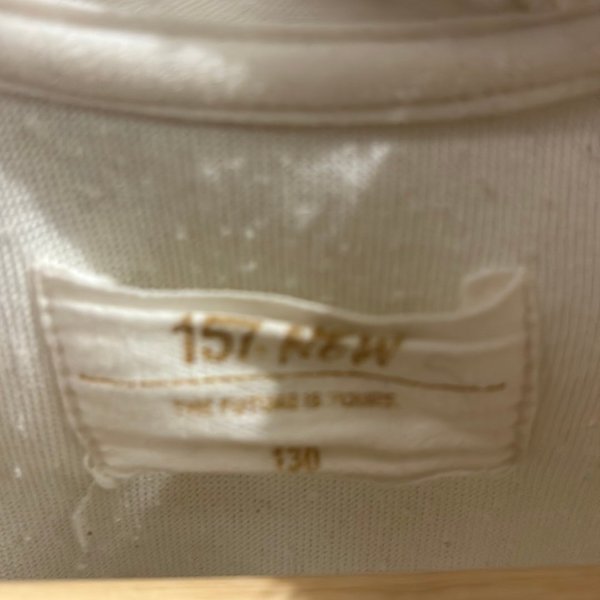 157. NEW
THE FUTURE IS YOURS.
130